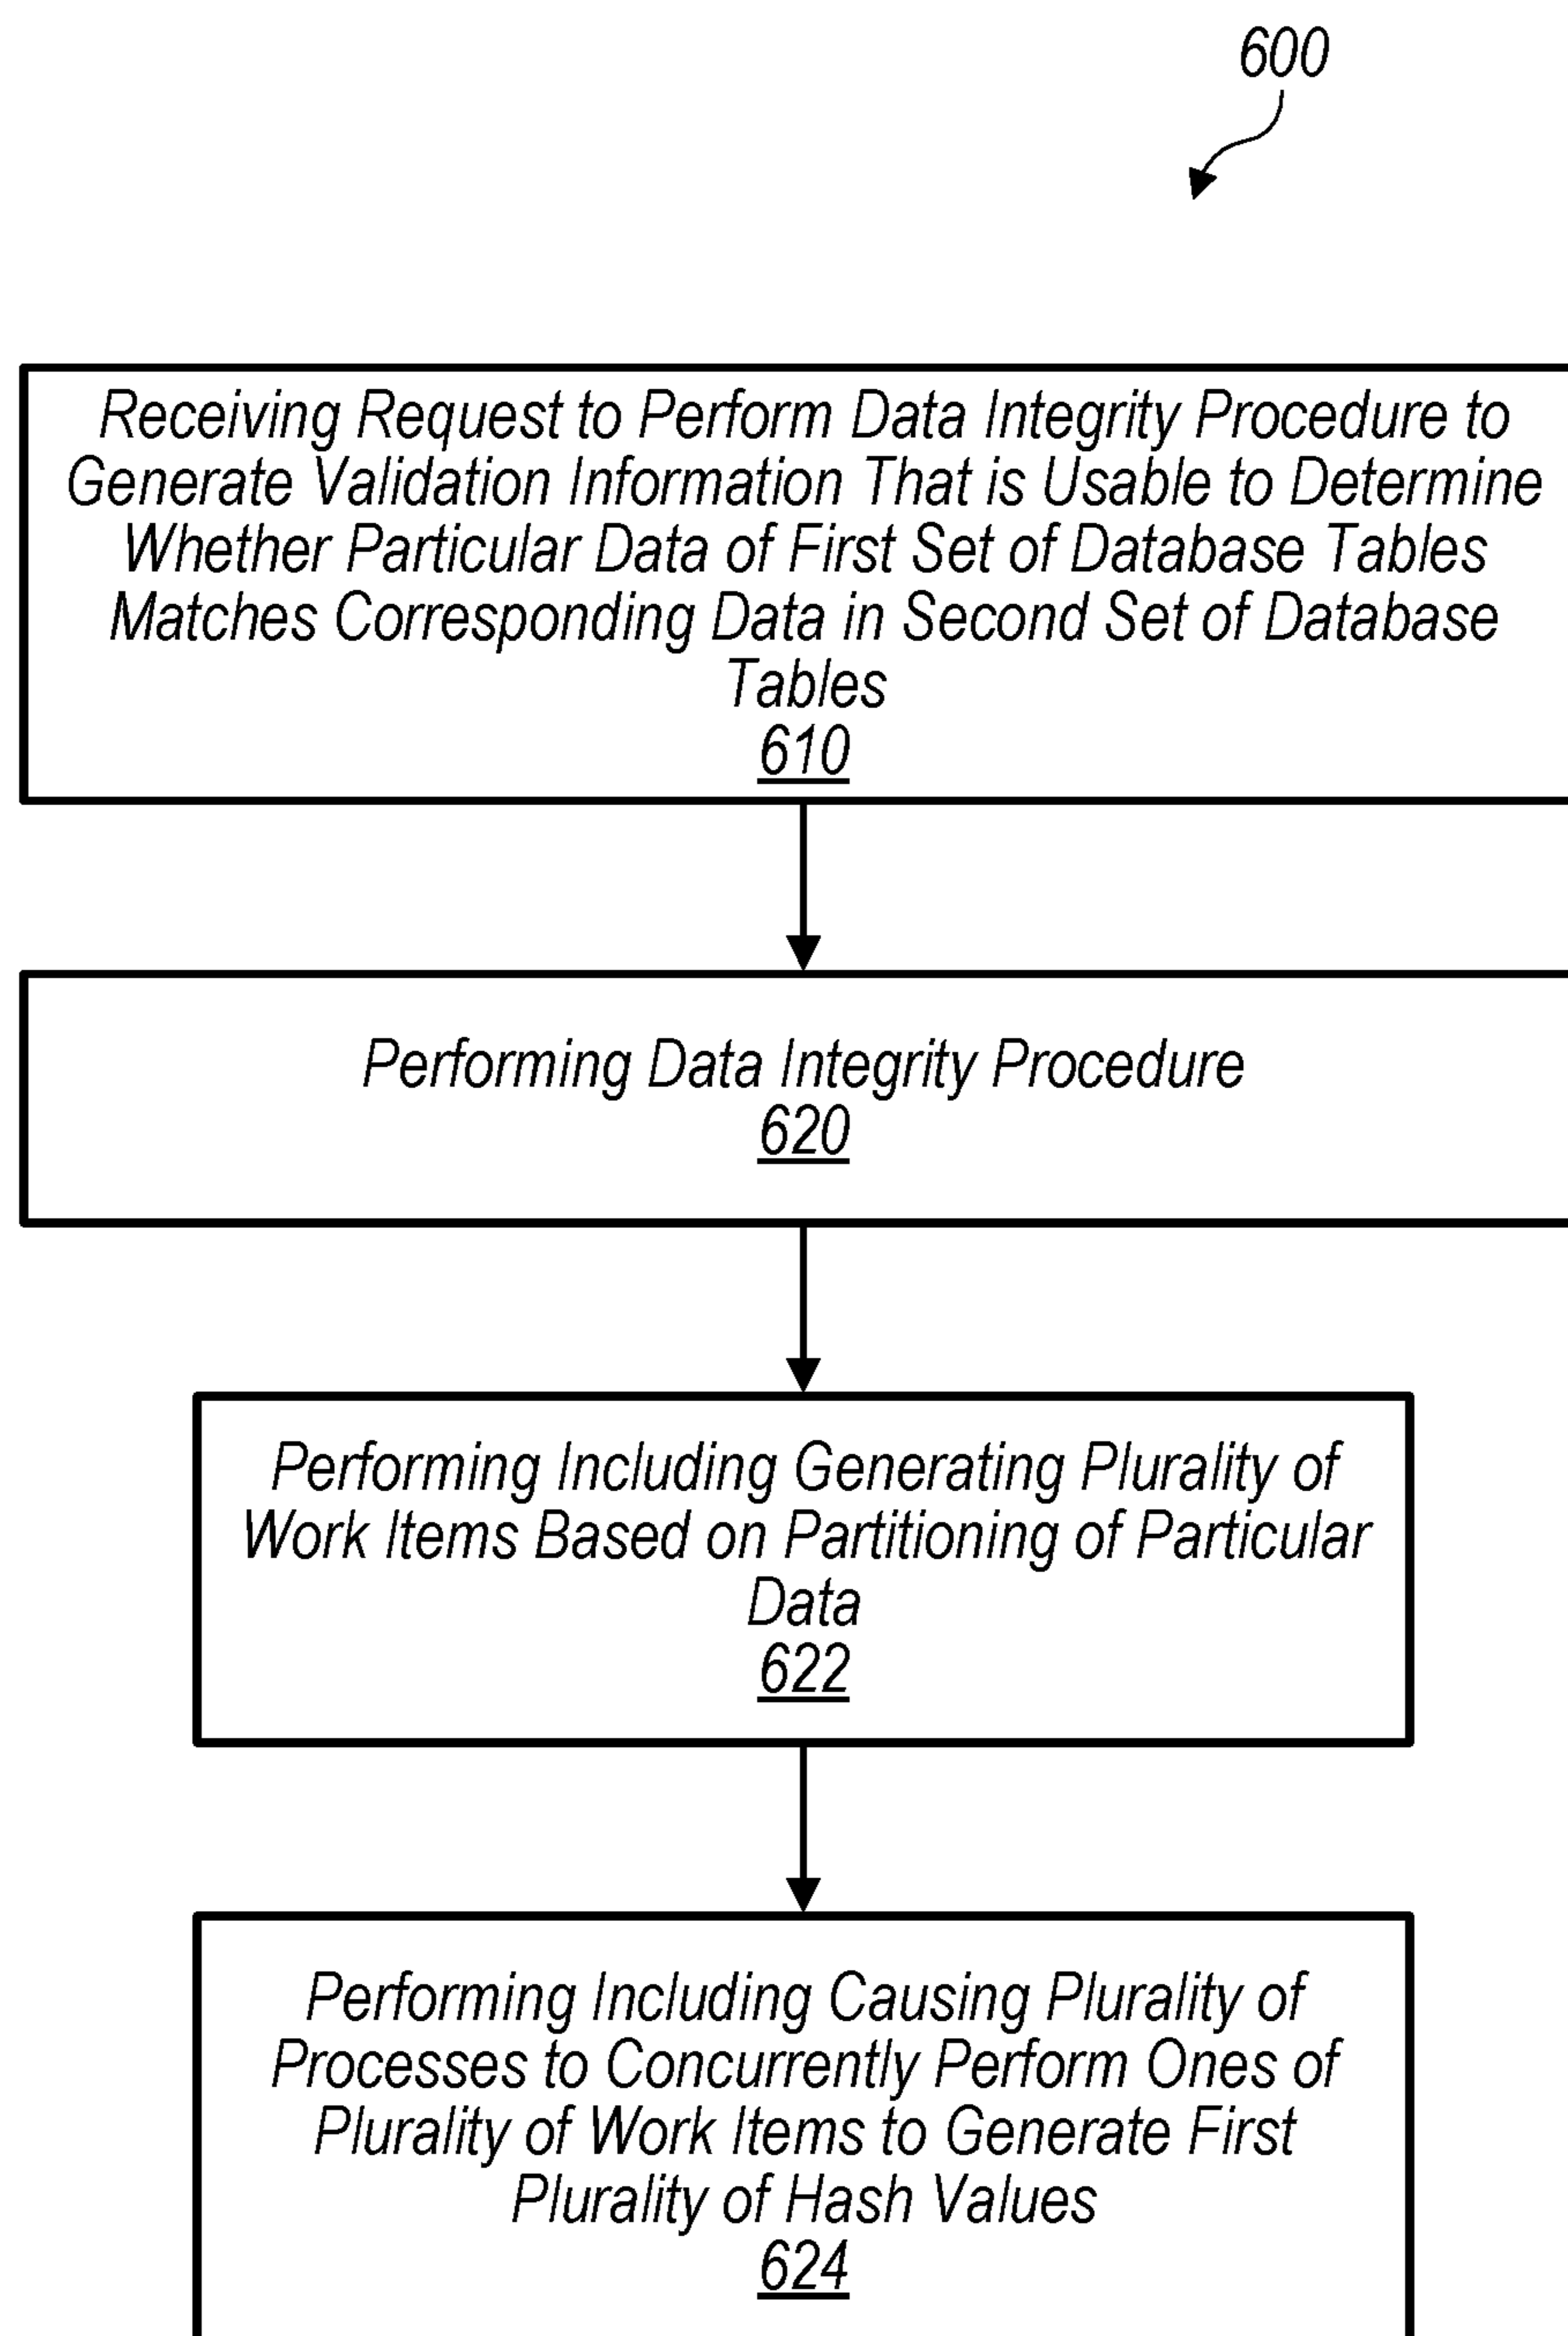 600
Receiving Request to Perform Data Integrity Procedure to
Generate Validation Information That is Usable to Determine
Whether Particular Data of First Set of Database Tables
Matches Corresponding Data in Second Set of Database
Tables
610
Performing Data Integrity Procedure
620
Performing Including Generating Plurality of
Work Items Based on Partitioning of Particular
Data
622
Performing Including Causing Plurality of
Processes to Concurrently Perform Ones of
Plurality of Work Items to Generate First
Plurality of Hash Values
624